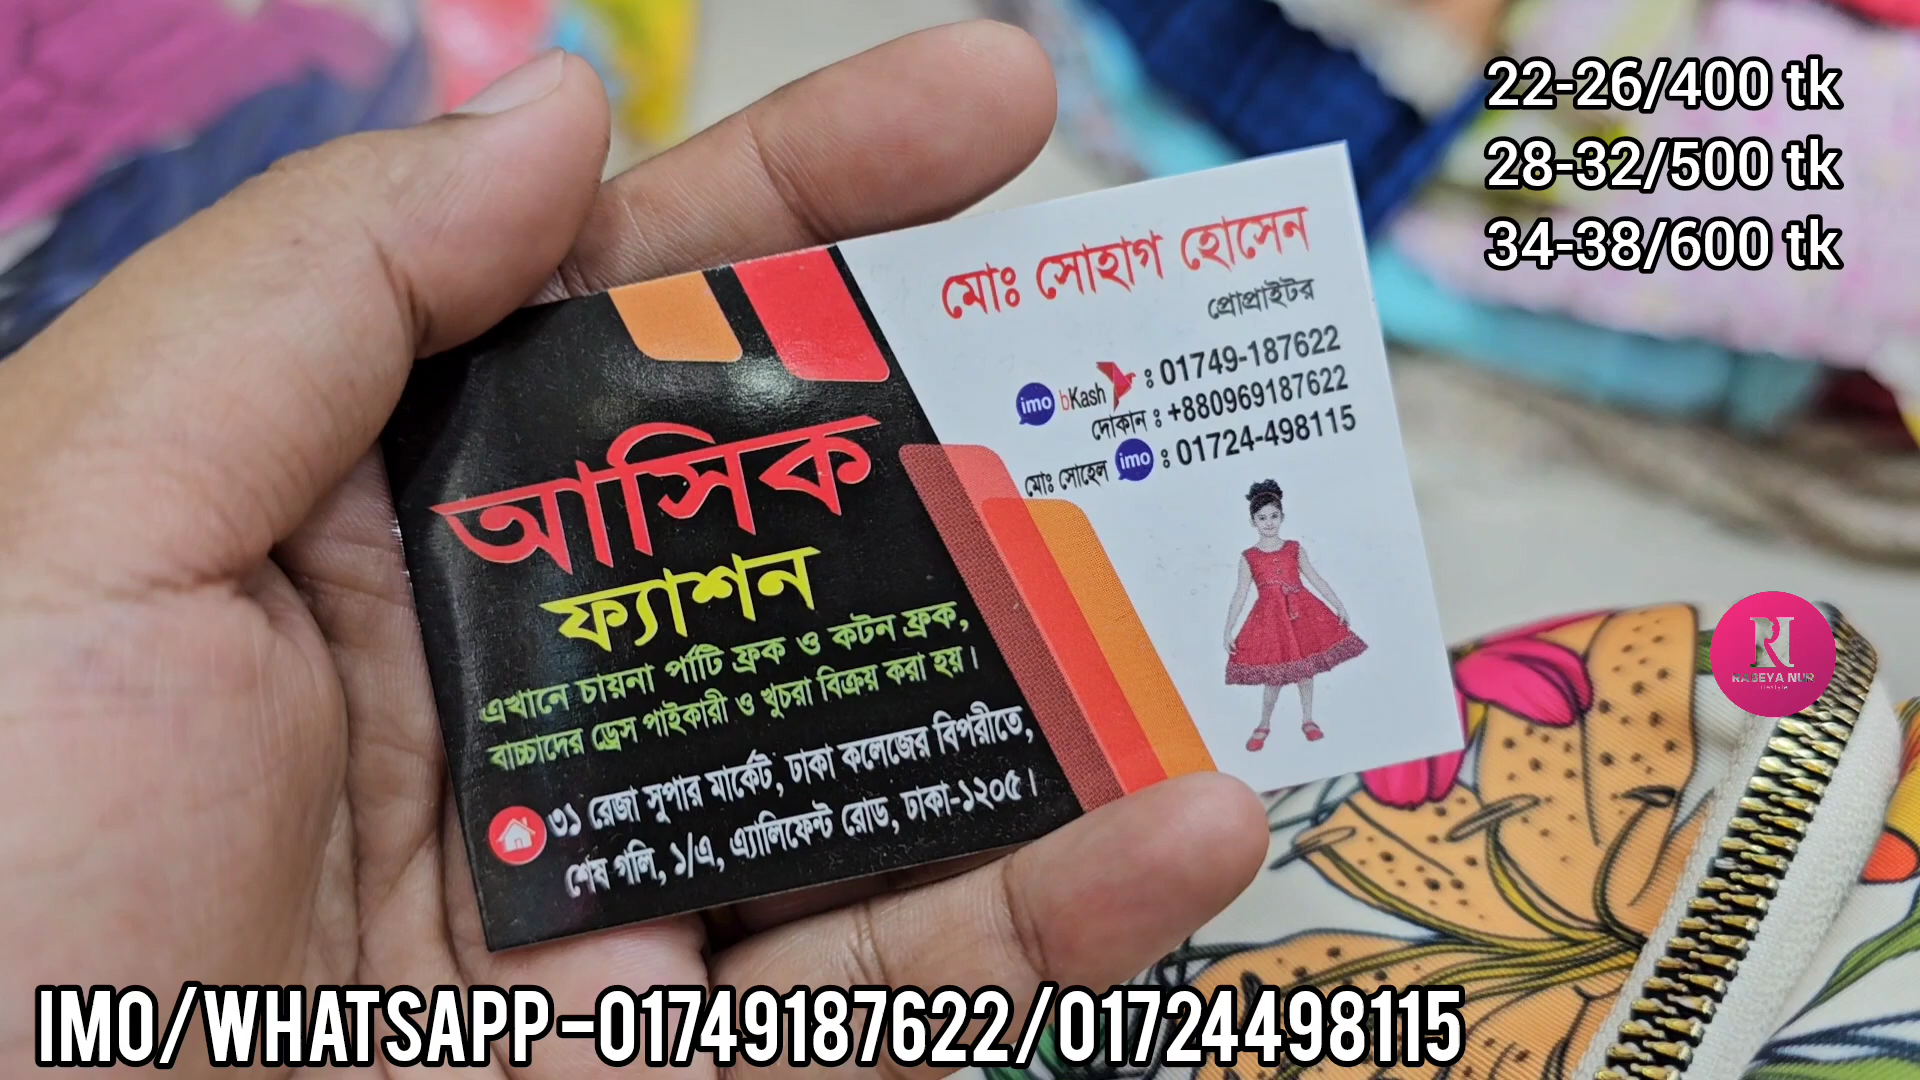 22-26/400 tk
28-32/500 tk
34-38/600 tk
মোঃ সোহাগ হোসেন
প্রোপ্রাইটর
imo bKash : 01749-187622
দোকান : +880969187622
মোঃ সোহেল imo : 01724-498115
আসিক
ফ্যাশন
এখানে চায়না পার্টি ফ্রক ও কটন ফ্রক,
বাচ্চাদের ড্রেস পাইকারী ও খুচরা বিক্রয় করা হয়।
৩১ রেজা সুপার মার্কেট, ঢাকা কলেজের বিপরীতে,
শেষ গলি, ১/এ, এ্যালিফেন্ট রোড, ঢাকা-১২০৫।
RABEYA NUR
lifestyle
IMO/WHATSAPP-01749187622/01724498115